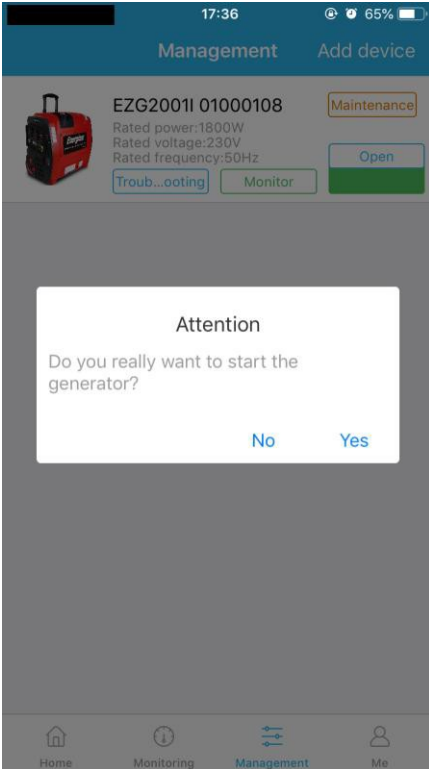 17:36
65%
Management
Add device
EZG2001I 01000108
Maintenance
Rated power:1800W
Rated voltage:230V
Rated frequency:50Hz
Open
Troub...ooting
Monitor
Energizer
Attention
Do you really want to start the
generator?
No
Yes
Home
Monitoring
Management
Me